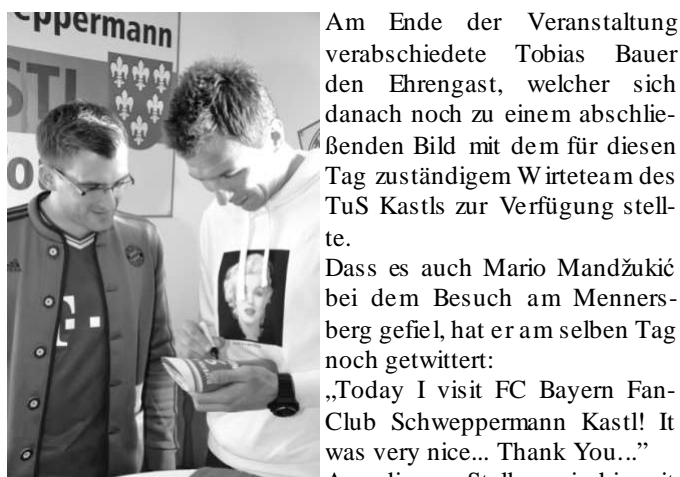 eppermann
STL
Am Ende der Veranstaltung
verabschiedete Tobias Bauer
den Ehrengast, welcher sich
danach noch zu einem abschlie-
ßenden Bild mit dem für diesen
Tag zuständigem Wirteteam des
TuS Kastls zur Verfügung stell-
te.
Dass es auch Mario Mandžukić
bei dem Besuch am Menners-
berg gefiel, hat er am selben Tag
noch getwittert:
„Today I visit FC Bayern Fan-
Club Schweppermann Kastl! It
was very nice... Thank You...”